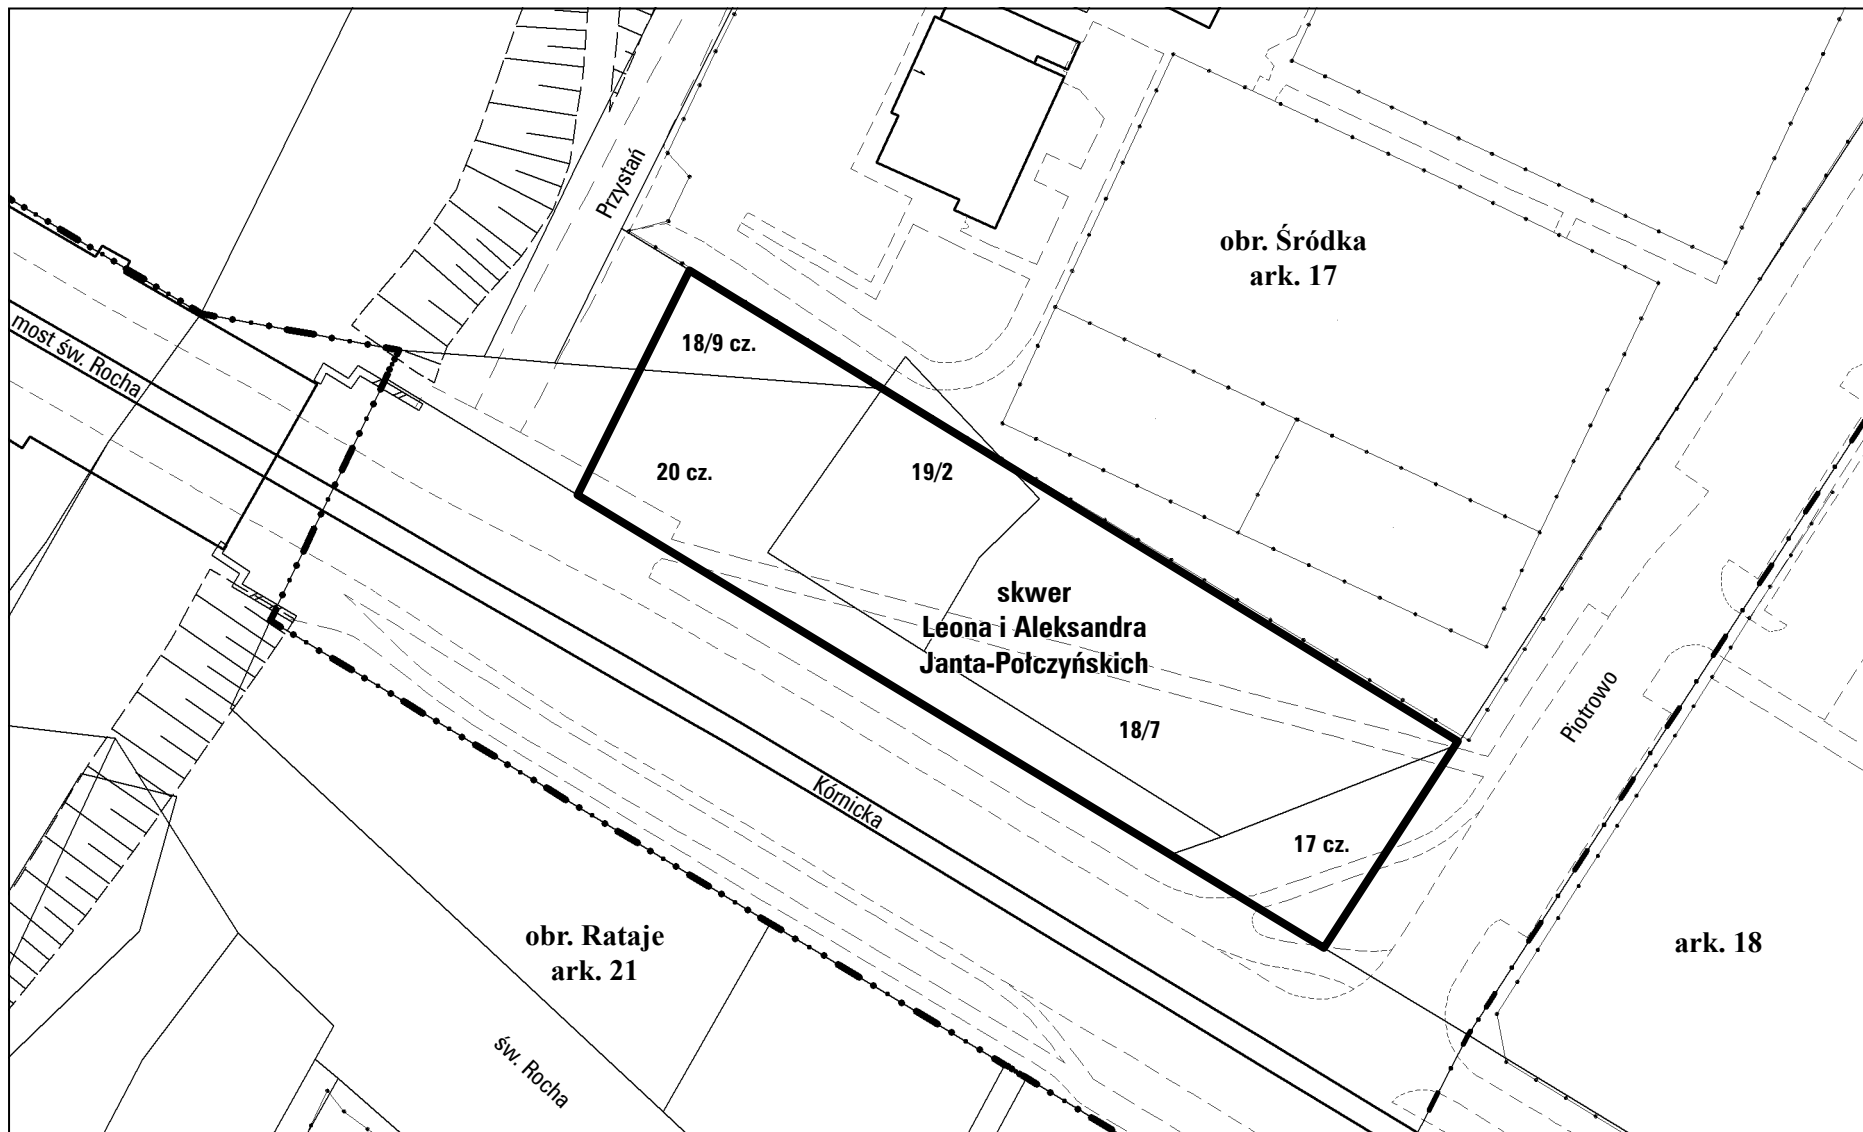 Przystań
obr. Śródka
ark. 17
most św. Rocha
18/9 cz.
20 cz.
19/2
skwer
Leona i Aleksandra
Janta-Połczyńskich
18/7
Piotrowo
Kórnicka
17 cz.
obr. Rataje
ark. 21
ark. 18
św. Rocha